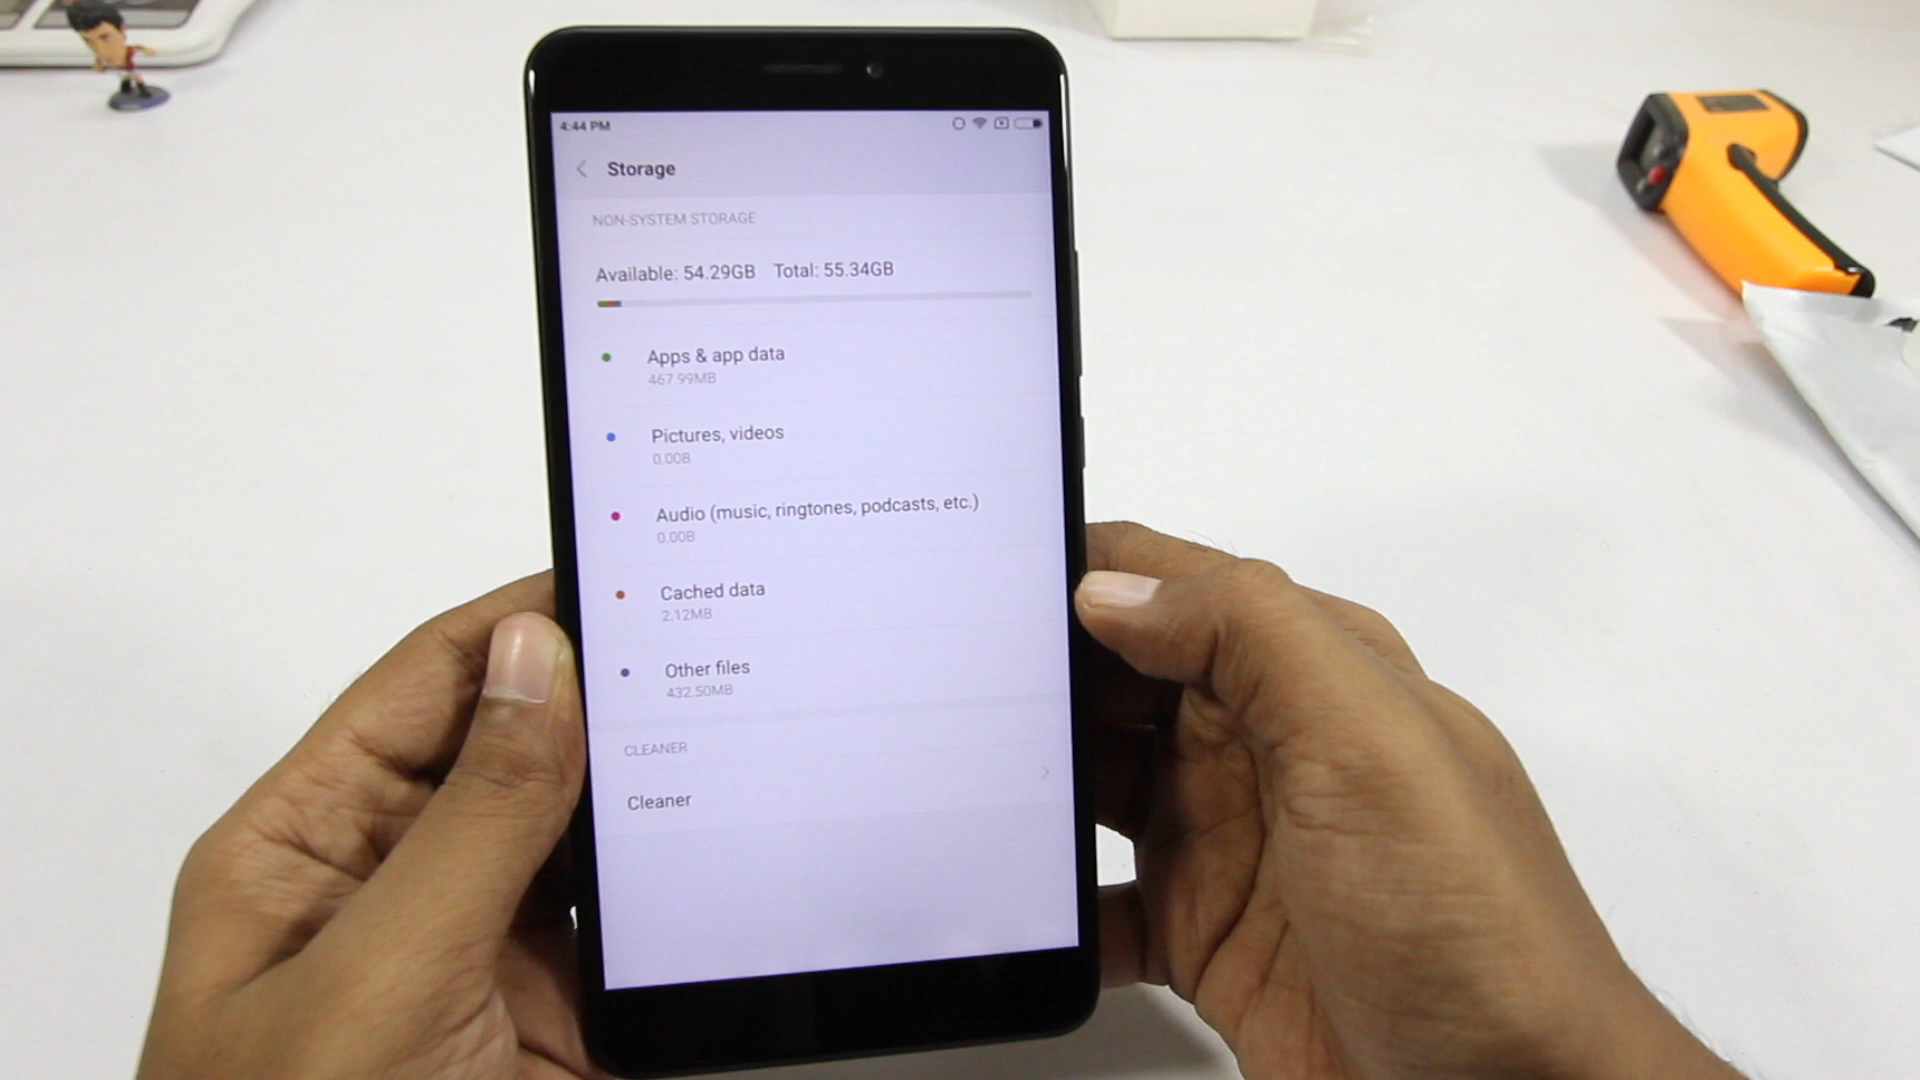 4:44 PM
Storage
NON-SYSTEM STORAGE
Available: 54.29GB Total: 55.34GB
Apps & app data
467.99MB
Pictures, videos
0.00B
Audio (music, ringtones, podcasts, etc.)
0.00B
Cached data
2.12MB
Other files
432.50MB
CLEANER
Cleaner